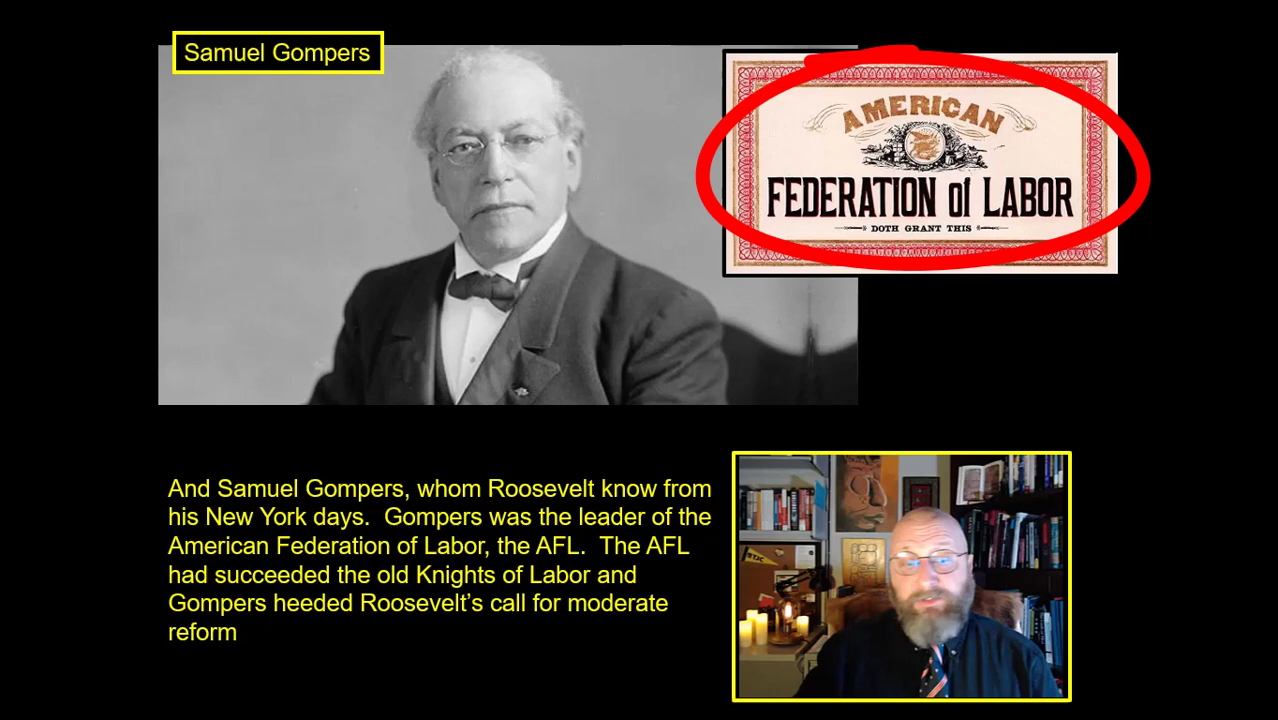 Samuel Gompers
AMERICAN
FEDERATION of LABOR
DOTH GRANT THIS
And Samuel Gompers, whom Roosevelt know from
his New York days.  Gompers was the leader of the
American Federation of Labor, the AFL.  The AFL
had succeeded the old Knights of Labor and
Gompers heeded Roosevelt's call for moderate
reform